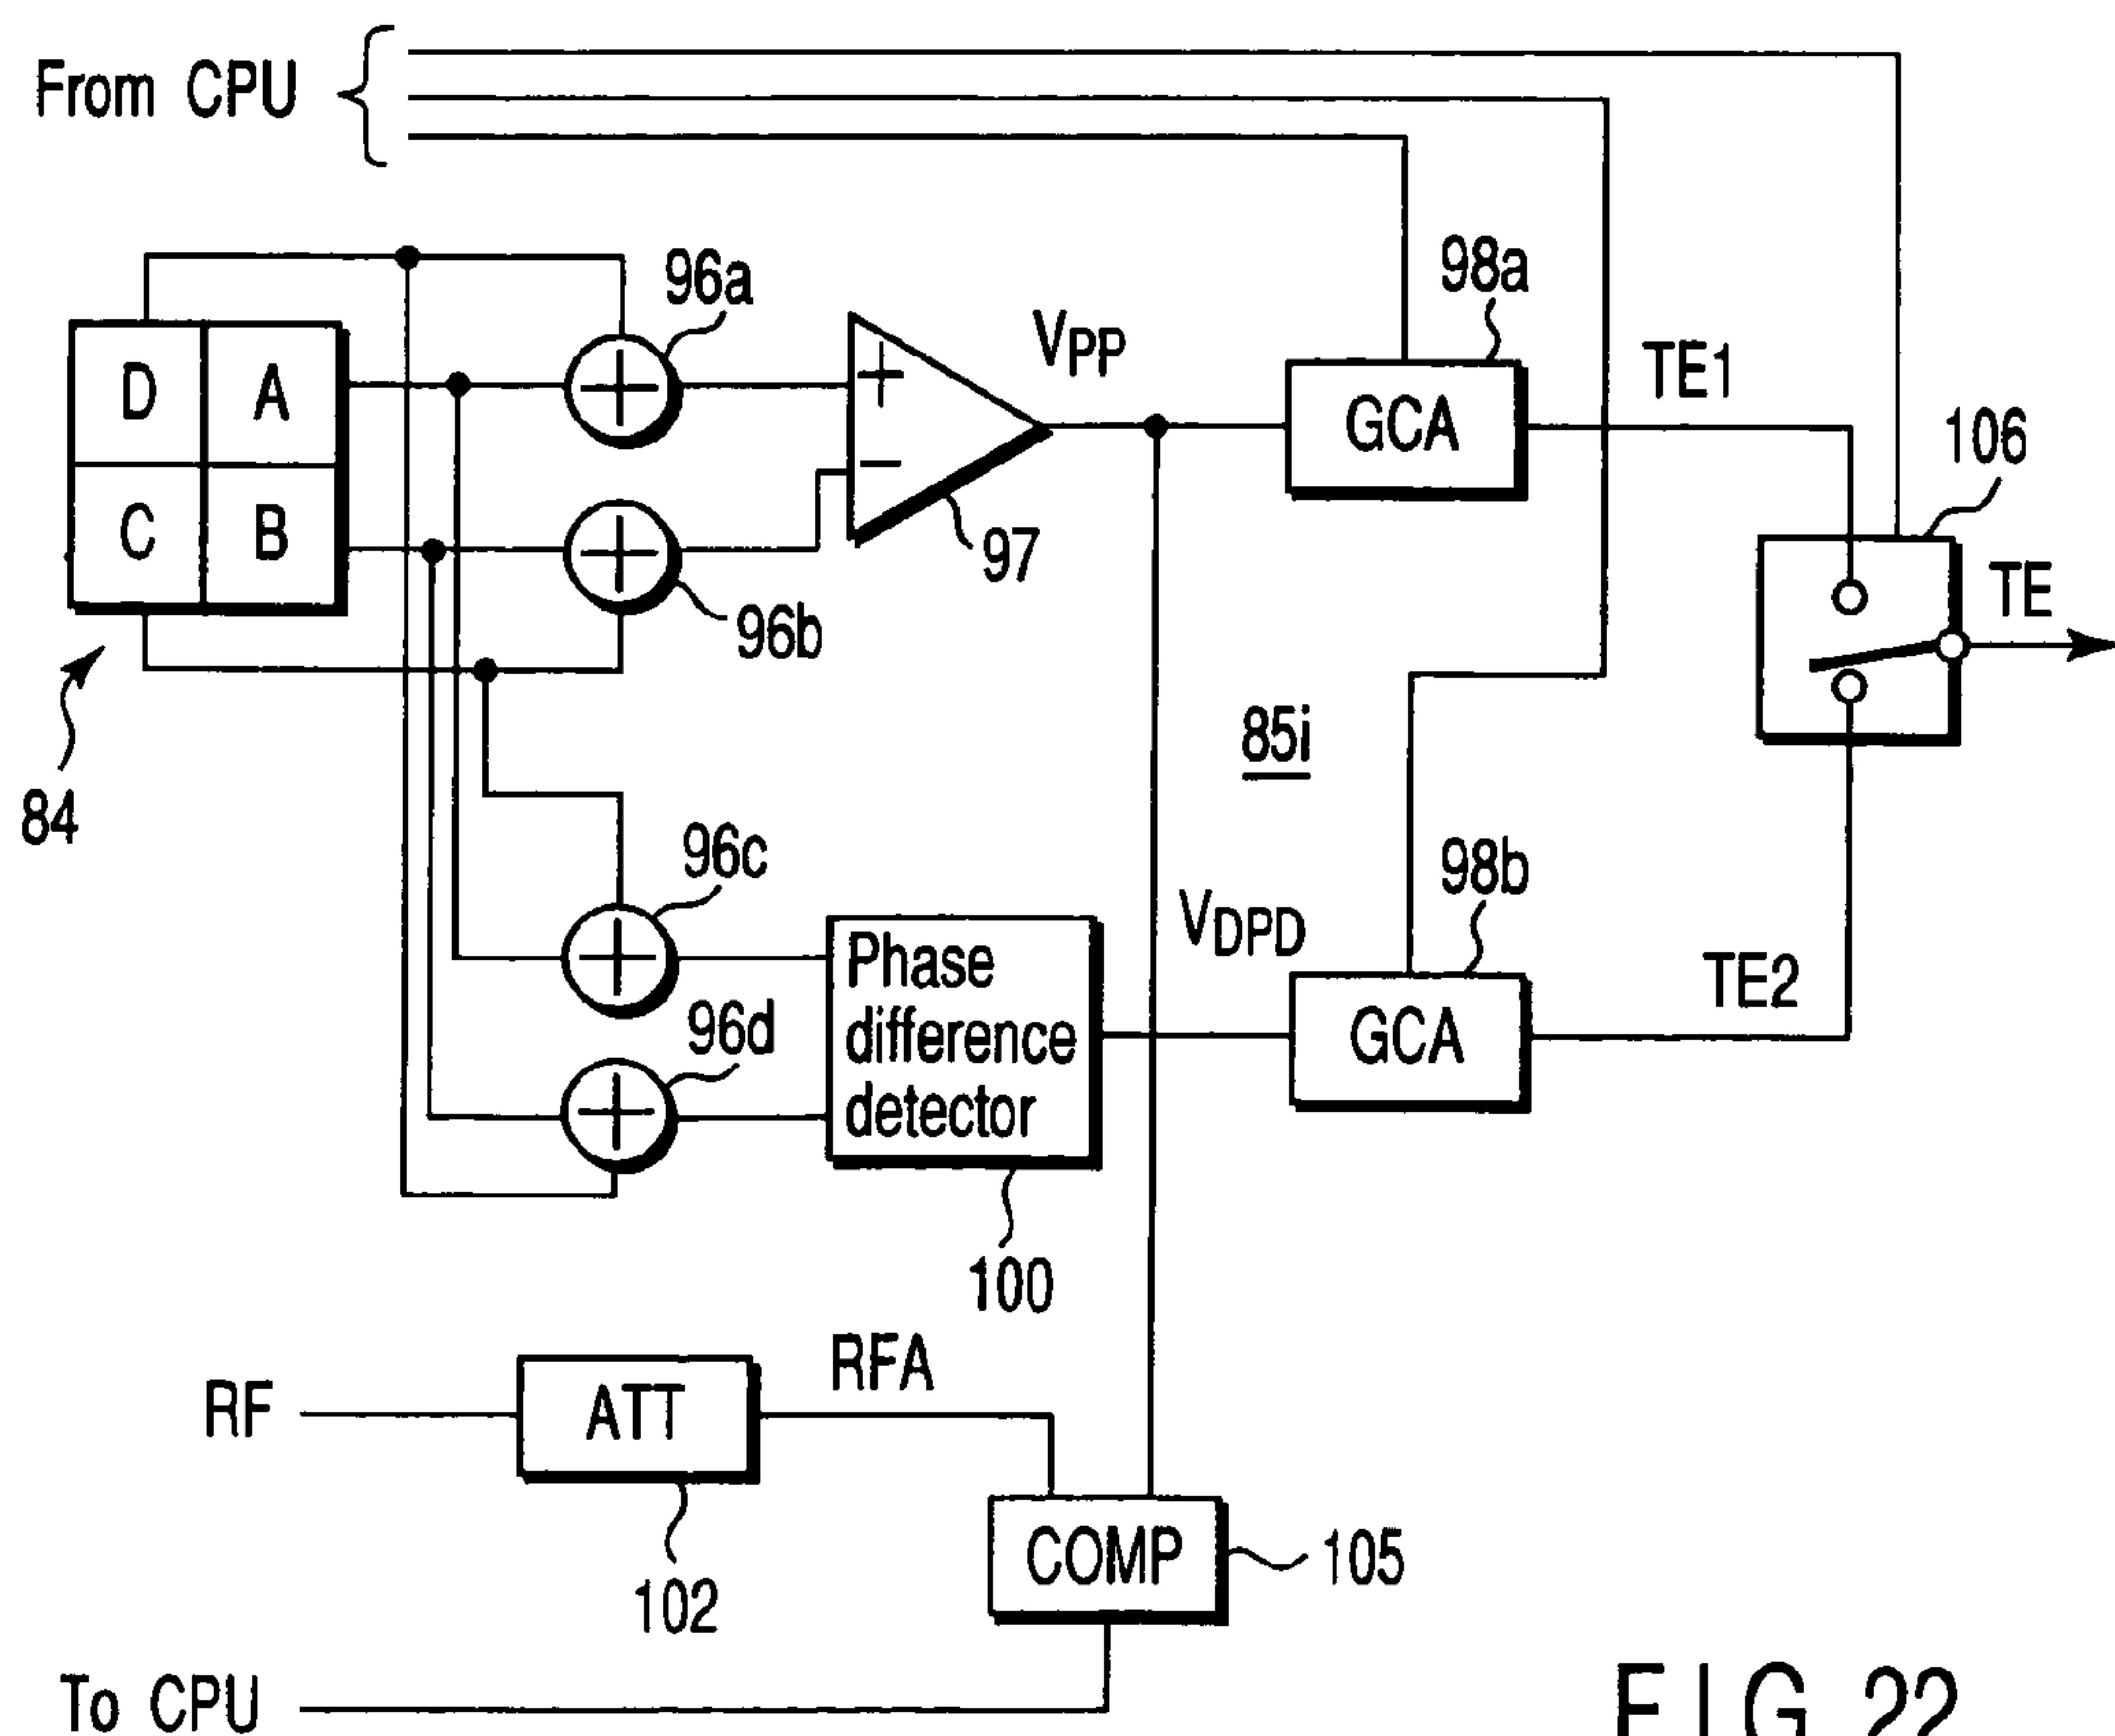 From CPU
96a
98a
VPP
TE1
D A
+
GCA
106
C B
−
97
TE
96b
84
85i
96c
98b
VDPD
Phase
difference
detector
96d
TE2
GCA
100
RF
ATT
RFA
COMP
105
102
To CPU
FIG. 22